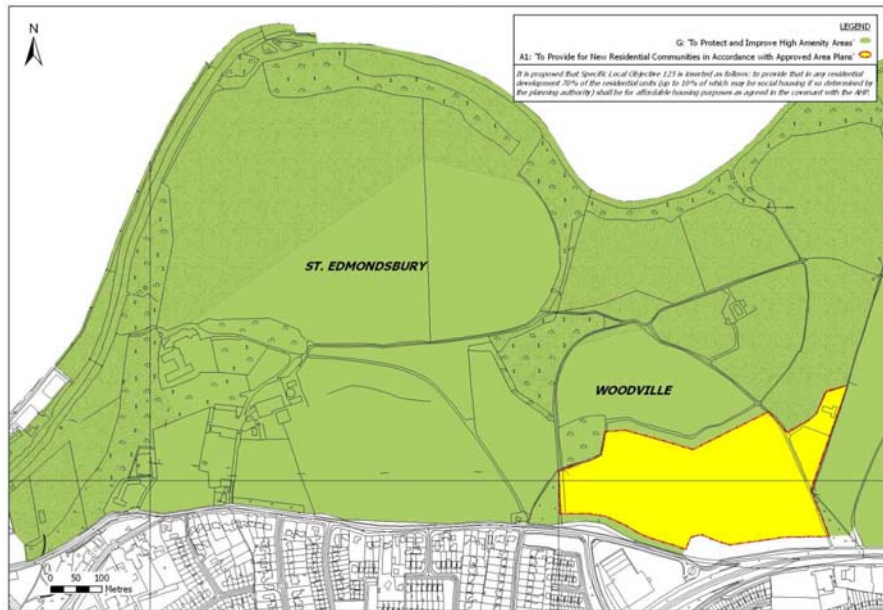 N
LEGEND
G: 'To Protect and Improve High Amenity Areas'
A1: 'To Provide for New Residential Communities in Accordance with Approved Area Plans'
It is proposed that Specific Local Objective 125 is inserted as follows: to provide that in any residential
development 70% of the residential units (up to 10% of which may be social housing if so determined by
the planning authority) shall be for affordable housing purposes as agreed in the covenant with the AHP.
ST. EDMONDSBURY
WOODVILLE
0 50 100
Metres